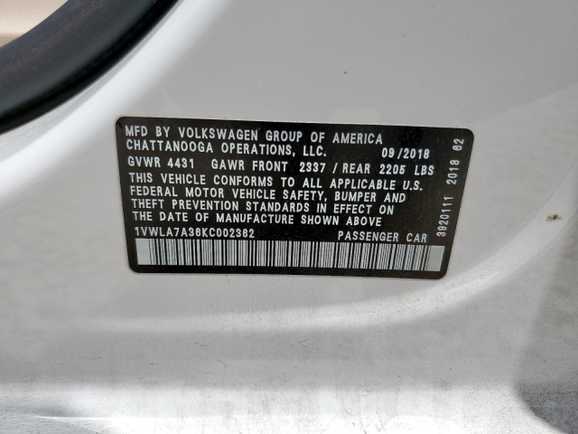 MFD BY VOLKSWAGEN GROUP OF AMERICA
CHATTANOOGA OPERATIONS, LLC. 09/2018
GVWR 4431 GAWR FRONT 2337 / REAR 2205 LBS
THIS VEHICLE CONFORMS TO ALL APPLICABLE U.S.
FEDERAL MOTOR VEHICLE SAFETY, BUMPER AND
THEFT PREVENTION STANDARDS IN EFFECT ON
THE DATE OF MANUFACTURE SHOWN ABOVE
1VWLA7A36KC002362 PASSENGER CAR
3920111 2018 62